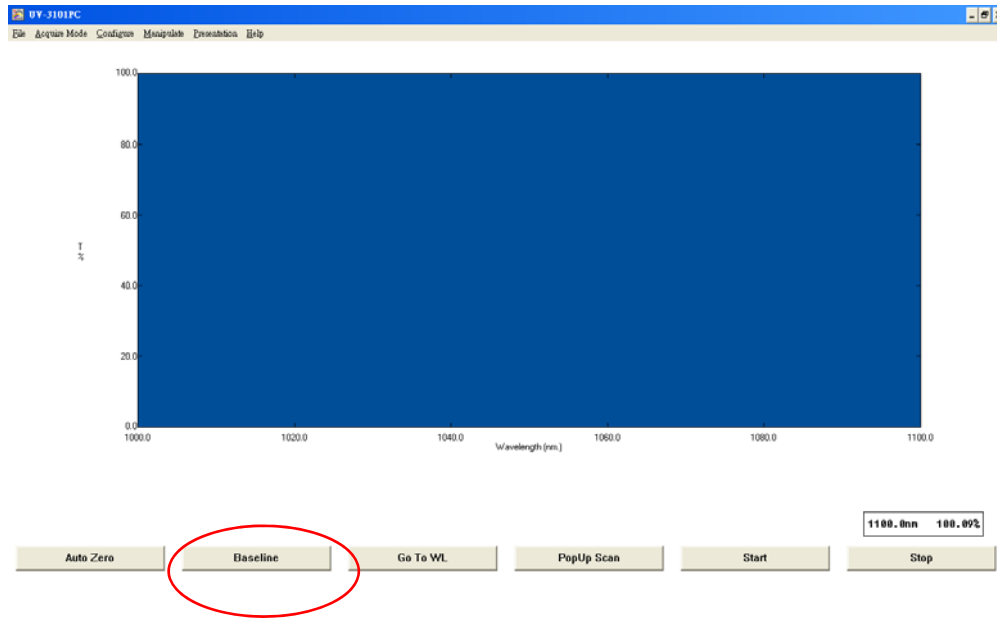 UV-3101PC
File Acquire Mode Configure Manipulate Presentation Help
100.0
80.0
60.0
T
%
40.0
20.0
0.0
1000.0 1020.0 1040.0 1060.0 1080.0 1100.0
Wavelength (nm.)
1100.0nm 100.09%
Auto Zero Baseline Go To WL PopUp Scan Start Stop